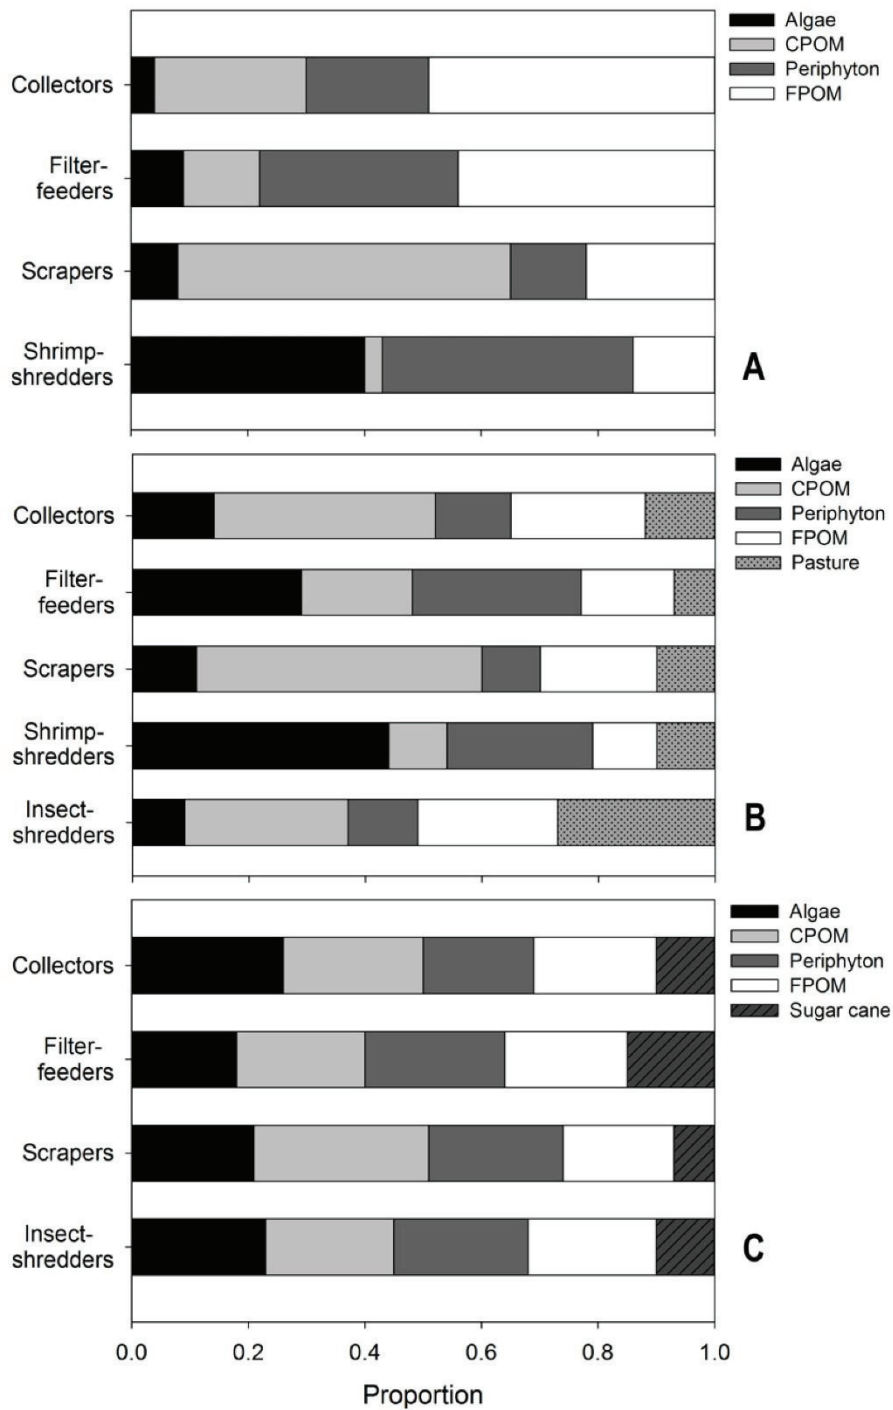 Algae
CPOM
Periphyton
FPOM
Collectors
Filter-
feeders
Scrapers
Shrimp-
shredders
A
Algae
CPOM
Periphyton
FPOM
Pasture
Collectors
Filter-
feeders
Scrapers
Shrimp-
shredders
Insect-
shredders
B
Algae
CPOM
Periphyton
FPOM
Sugar cane
Collectors
Filter-
feeders
Scrapers
Insect-
shredders
C
0.0 0.2 0.4 0.6 0.8 1.0
Proportion